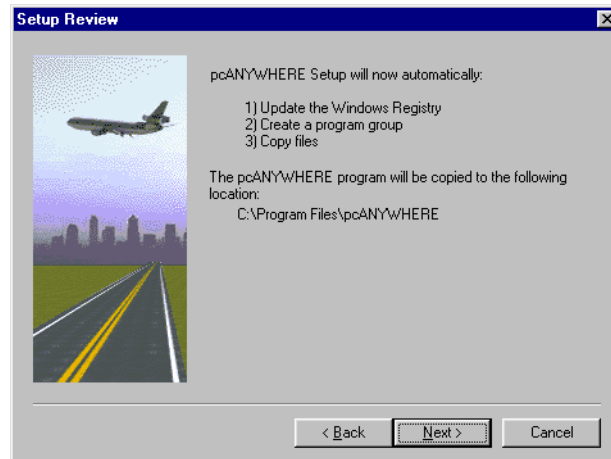 Setup Review
pcANYWHERE Setup will now automatically:
1) Update the Windows Registry
2) Create a program group
3) Copy files
The pcANYWHERE program will be copied to the following
location:
C:\Program Files\pcANYWHERE
< Back
Next >
Cancel